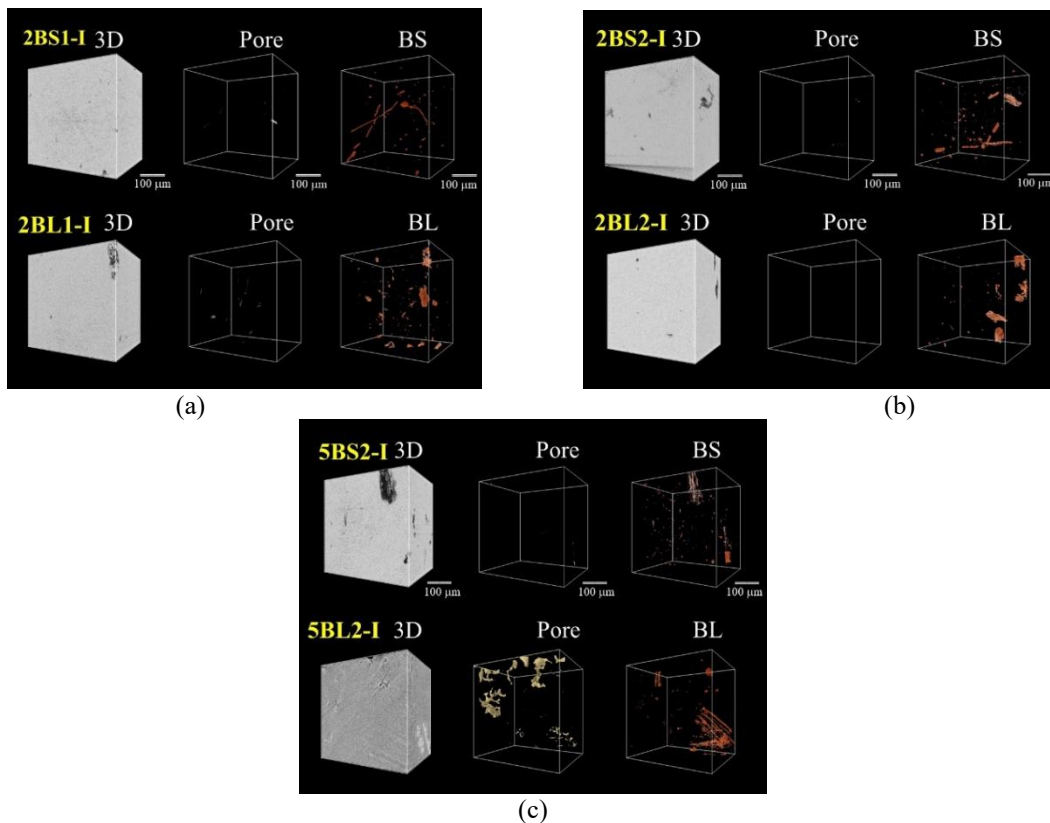 2BS1-I 3D Pore BS
100 μm 100 μm 100 μm
2BL1-I 3D Pore BL
(a)
2BS2-I 3D Pore BS
100 μm 100 μm 100 μm
2BL2-I 3D Pore BL
(b)
5BS2-I 3D Pore BS
100 μm 100 μm 100 μm
5BL2-I 3D Pore BL
(c)